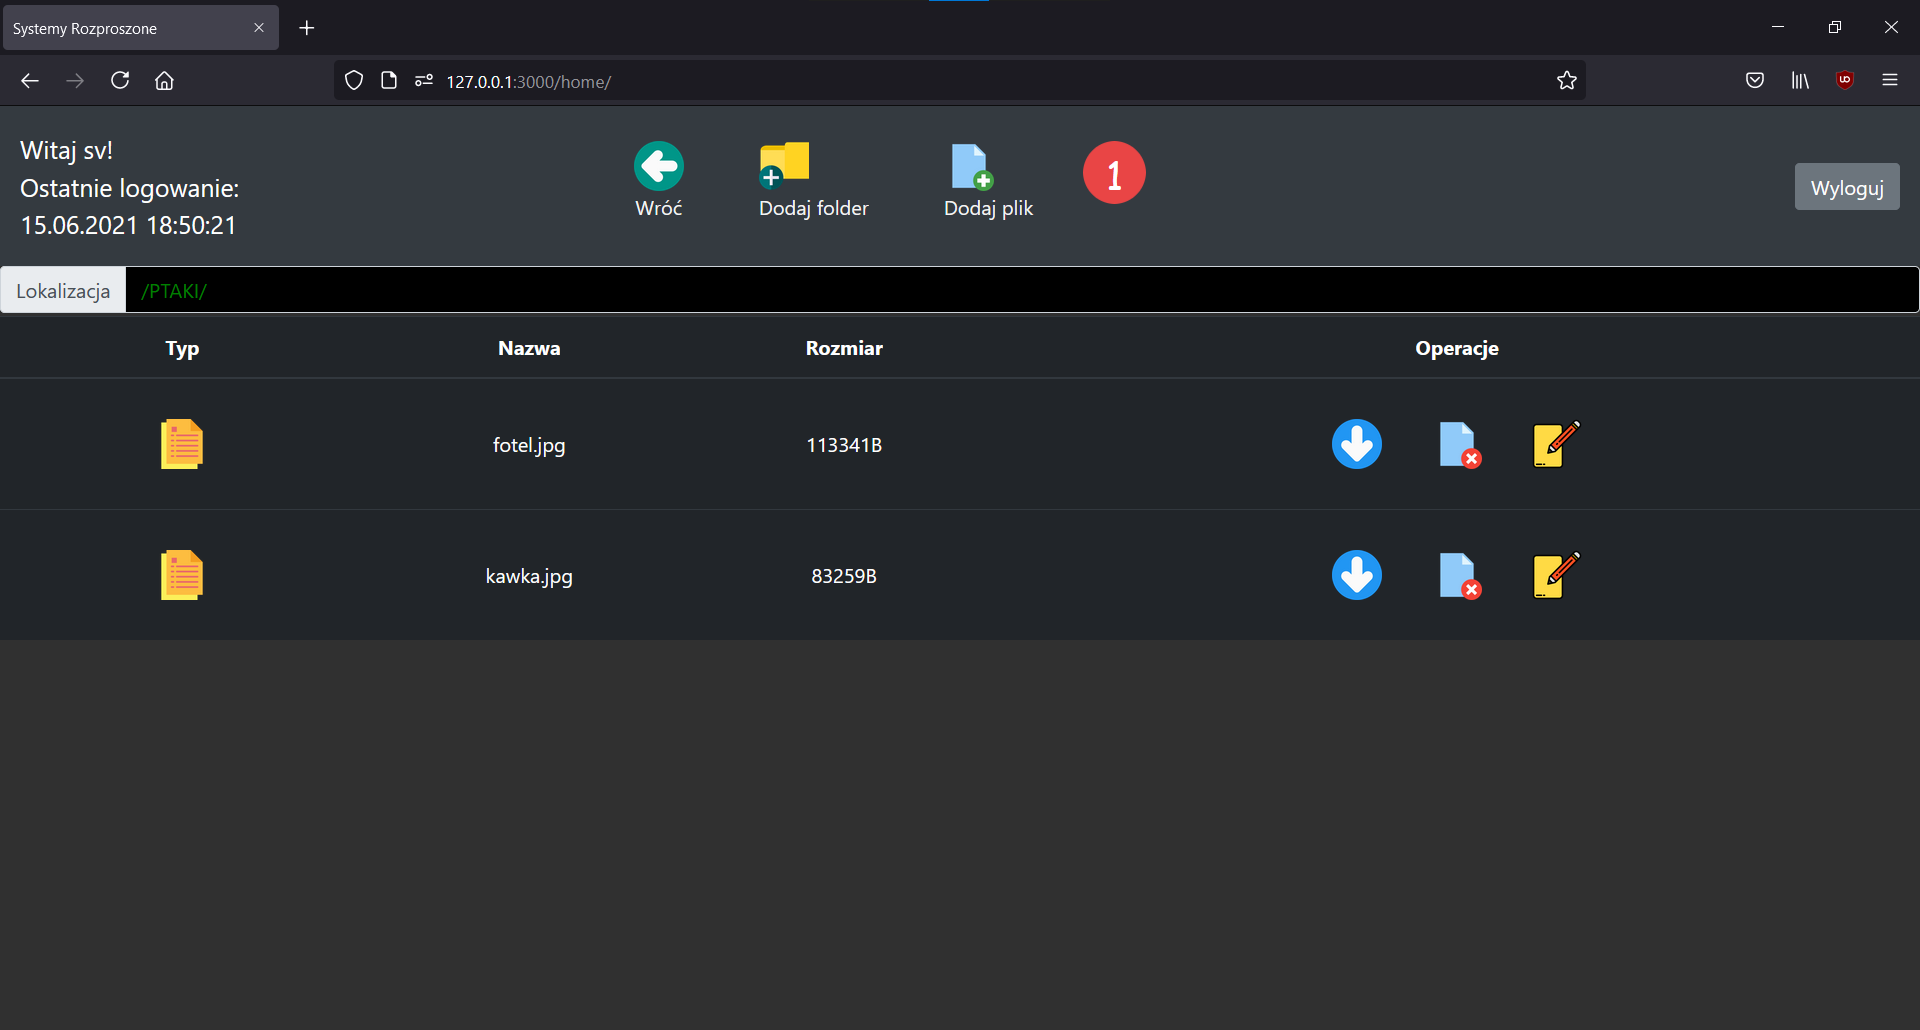 Systemy Rozproszone
127.0.0.1:3000/home/
Witaj sv!
Ostatnie logowanie:
15.06.2021 18:50:21
Wróć
Dodaj folder
Dodaj plik
1
Wyloguj
Lokalizacja /PTAKI/
Typ Nazwa Rozmiar Operacje
fotel.jpg 113341B
kawka.jpg 83259B